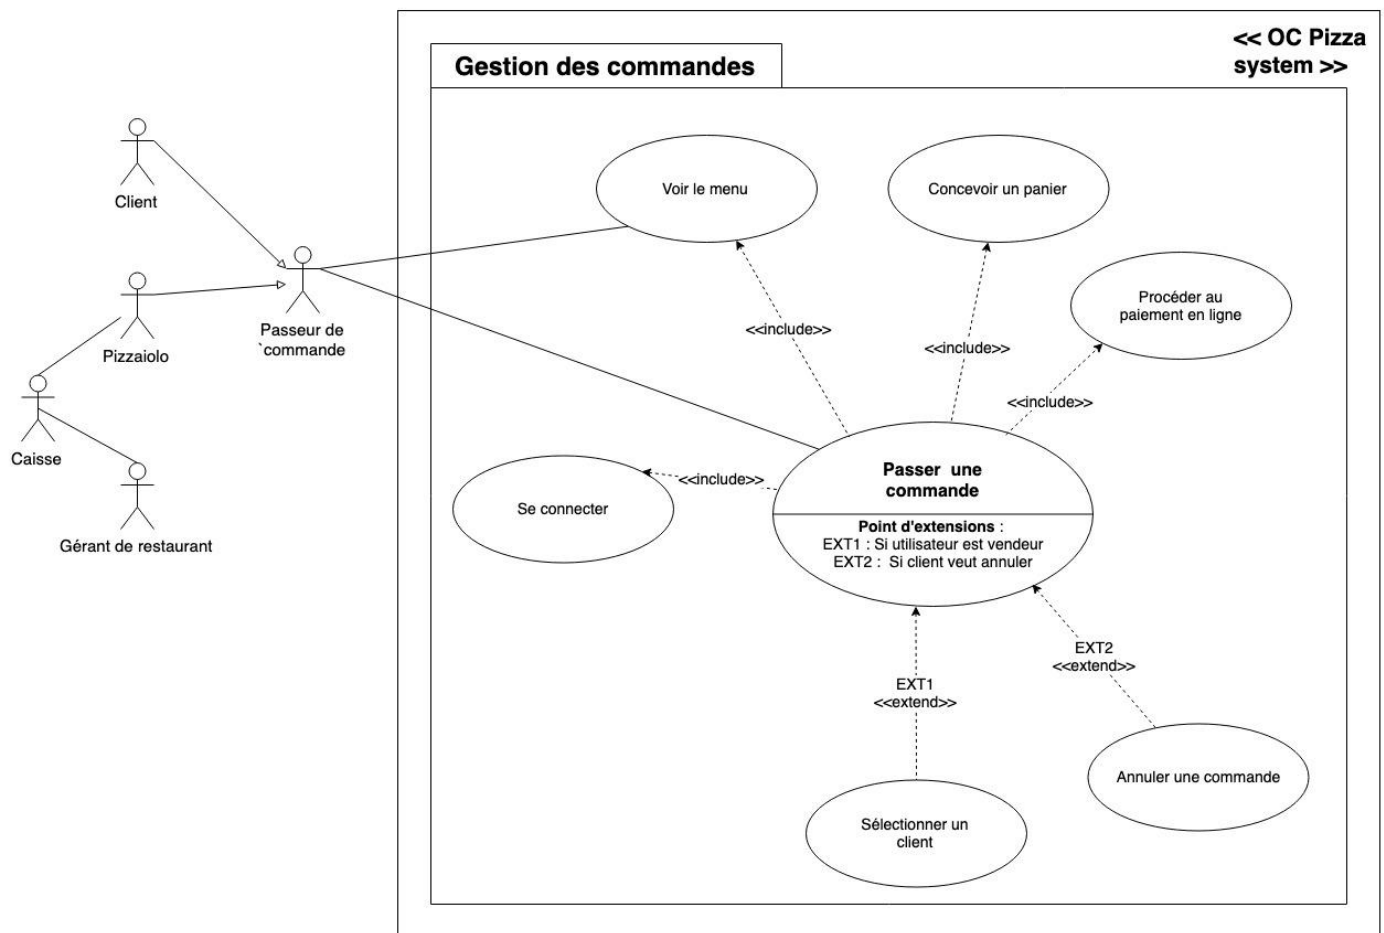 << OC Pizza
system >>
Gestion des commandes
Client
Voir le menu
Concevoir un panier
Procéder au
paiement en ligne
Passeur de
`commande
Pizzaiolo
<<include>>
<<include>>
<<include>>
Caisse
Gérant de restaurant
Se connecter
<<include>>
Passer une
commande
Point d'extensions :
EXT1 : Si utilisateur est vendeur
EXT2 : Si client veut annuler
EXT2
<<extend>>
EXT1
<<extend>>
Annuler une commande
Sélectionner un
client